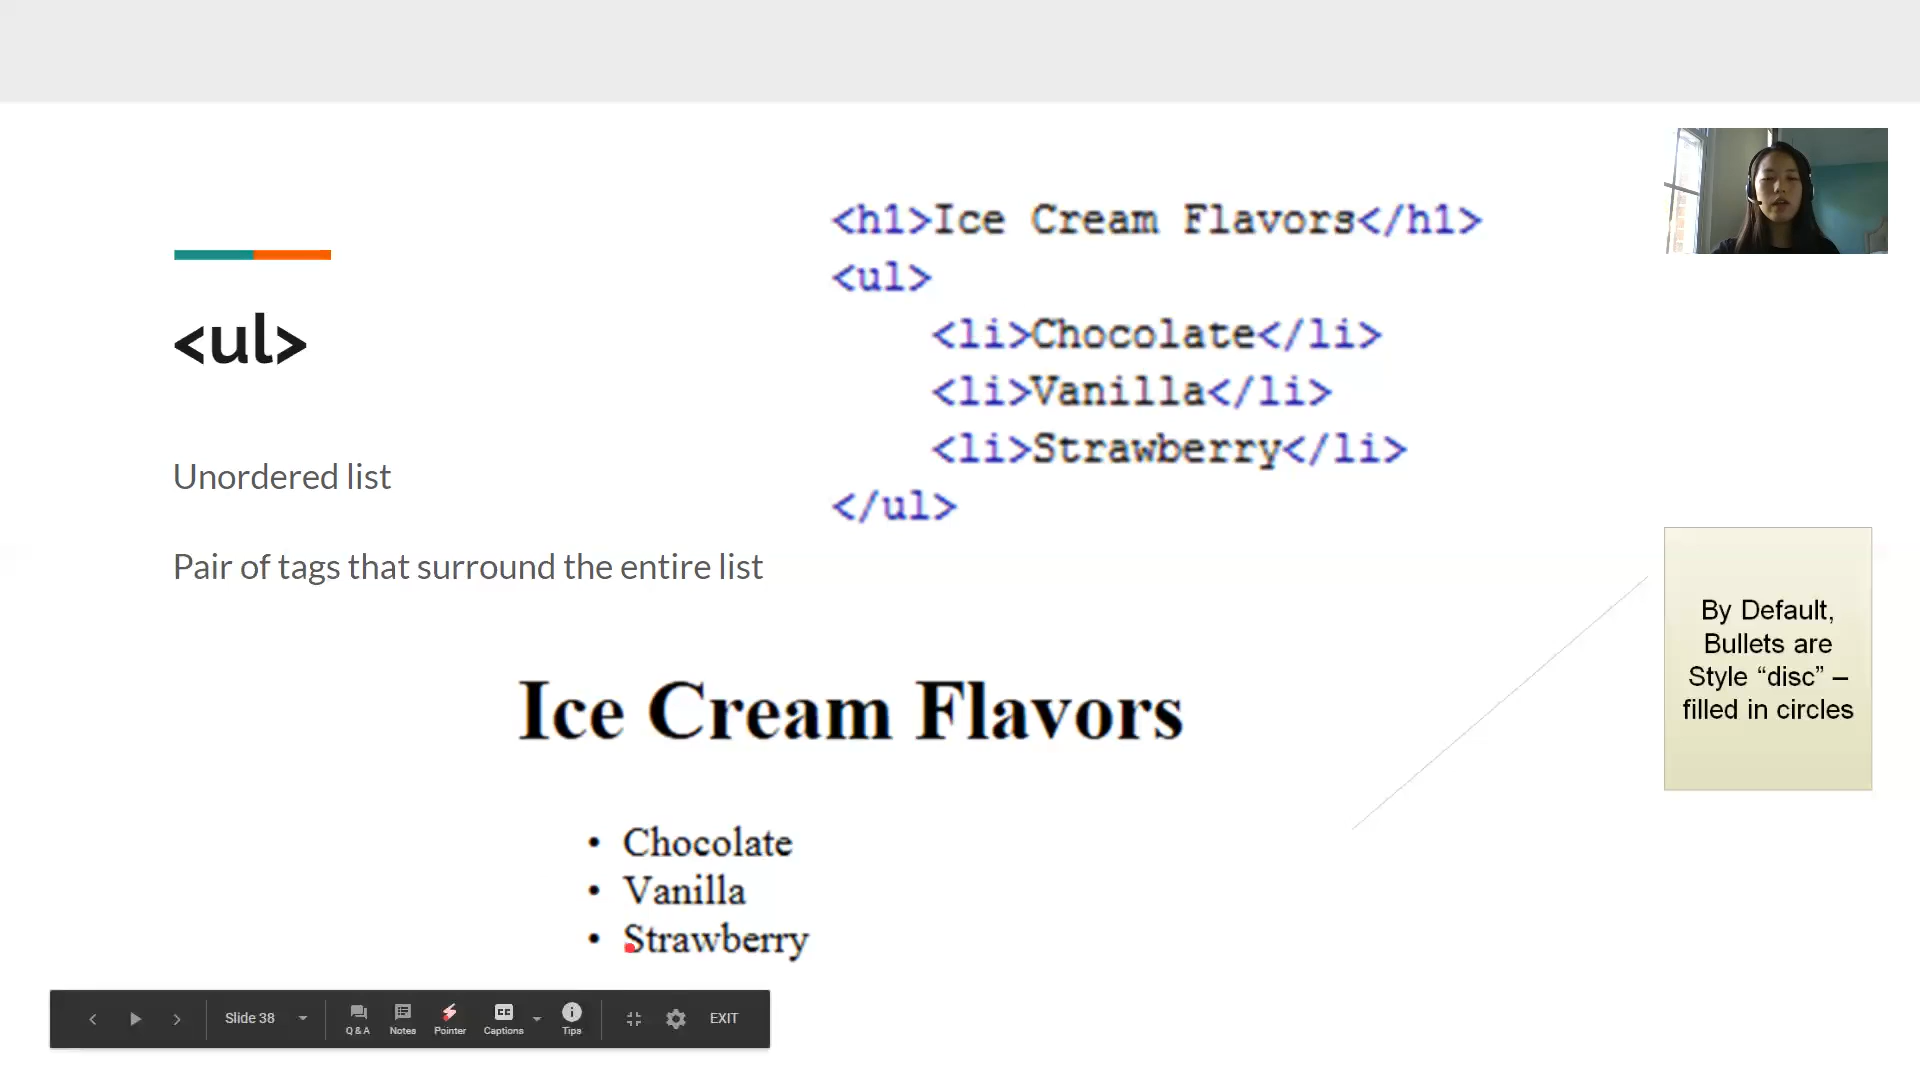 <h1>Ice Cream Flavors</h1>
<ul>
<li>Chocolate</li>
<li>Vanilla</li>
<li>Strawberry</li>
</ul>
<ul>
Unordered list
Pair of tags that surround the entire list
By Default,
Bullets are
Style “disc” –
filled in circles
Ice Cream Flavors
• Chocolate
• Vanilla
• Strawberry
Slide 38
Q & A
Notes
Pointer
CC
Captions
Tips
EXIT